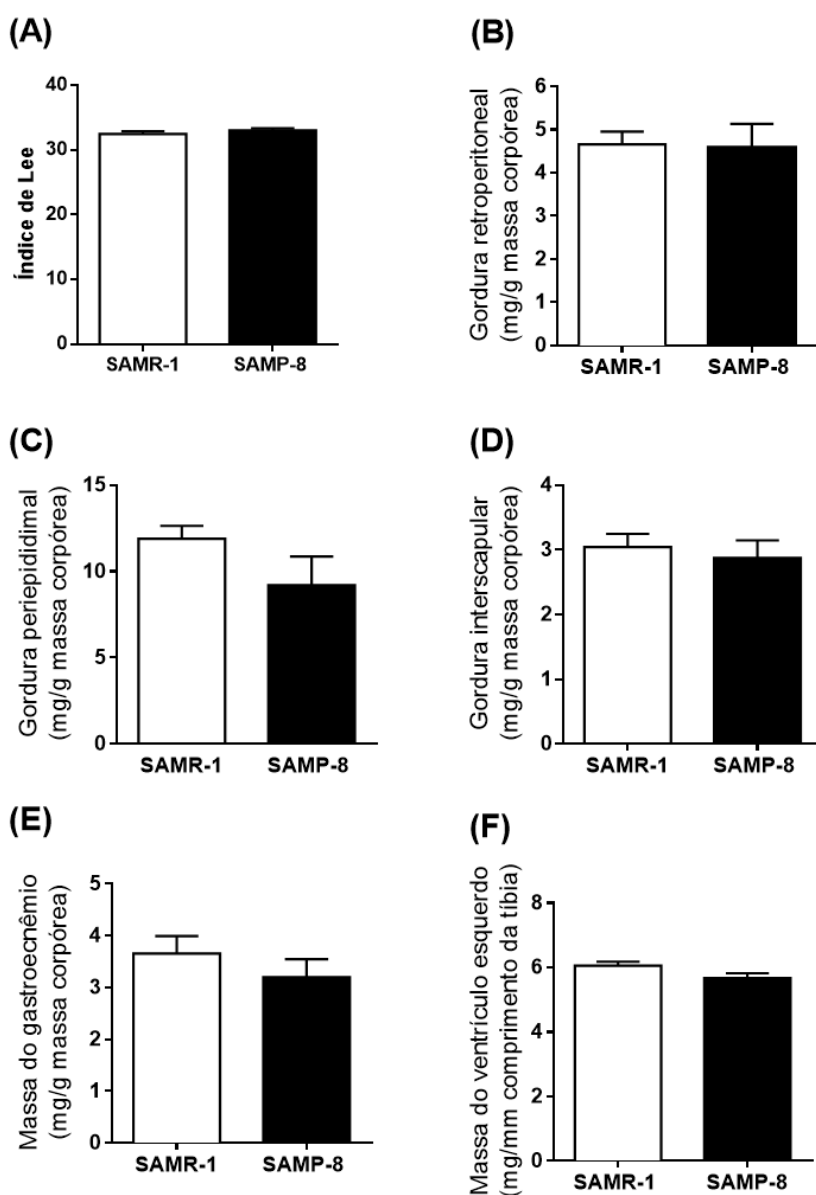 (A)
Índice de Lee
40
30
20
10
0
SAMR-1 SAMP-8
(B)
Gordura retroperitoneal
(mg/g massa corpórea)
6
5
4
3
2
1
0
SAMR-1 SAMP-8
(C)
Gordura periepididimal
(mg/g massa corpórea)
15
10
5
0
SAMR-1 SAMP-8
(D)
Gordura interscapular
(mg/g massa corpórea)
4
3
2
1
0
SAMR-1 SAMP-8
(E)
Massa do gastroecnêmio
(mg/g massa corpórea)
5
4
3
2
1
0
SAMR-1 SAMP-8
(F)
Massa do ventrículo esquerdo
(mg/mm comprimento da tíbia)
8
6
4
2
0
SAMR-1 SAMP-8